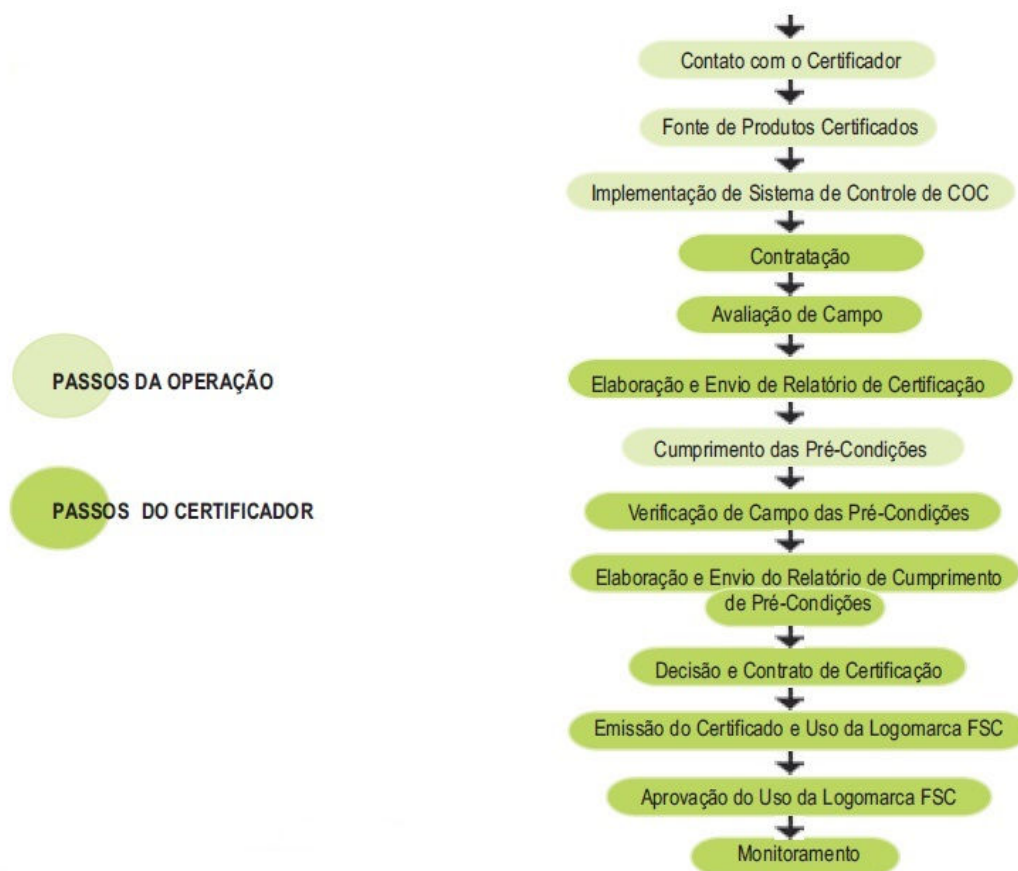 Contato com o Certificador
Fonte de Produtos Certificados
Implementação de Sistema de Controle de COC
Contratação
Avaliação de Campo
PASSOS DA OPERAÇÃO
Elaboração e Envio de Relatório de Certificação
Cumprimento das Pré-Condições
PASSOS DO CERTIFICADOR
Verificação de Campo das Pré-Condições
Elaboração e Envio do Relatório de Cumprimento
de Pré-Condições
Decisão e Contrato de Certificação
Emissão do Certificado e Uso da Logomarca FSC
Aprovação do Uso da Logomarca FSC
Monitoramento